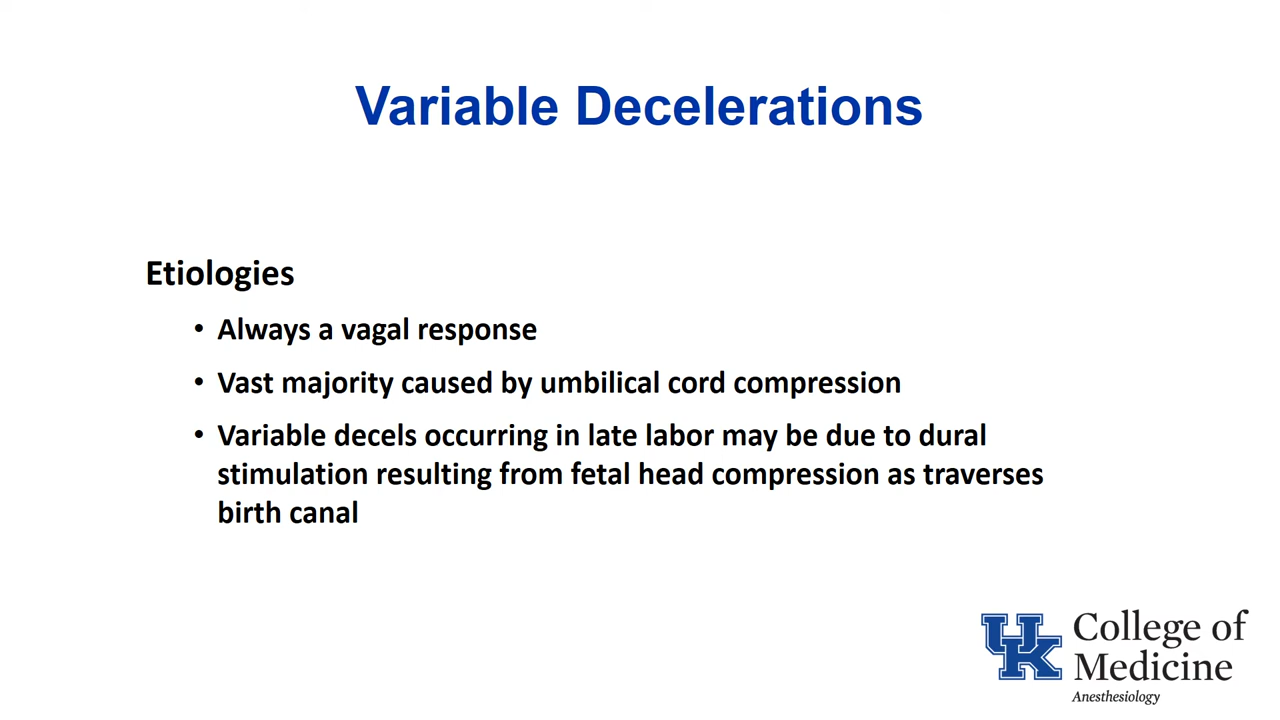 Variable Decelerations
Etiologies
• Always a vagal response
• Vast majority caused by umbilical cord compression
• Variable decels occurring in late labor may be due to dural
stimulation resulting from fetal head compression as traverses
birth canal
UK College of
Medicine
Anesthesiology